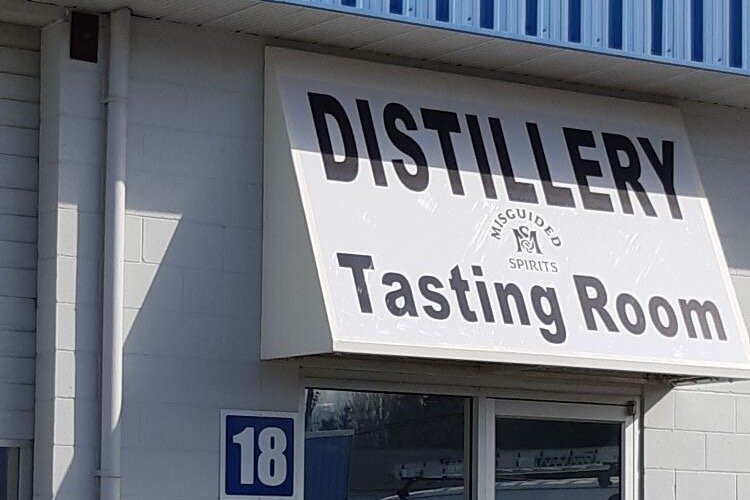 DISTILLERY
MISGUIDED
SPIRITS
Tasting Room
18